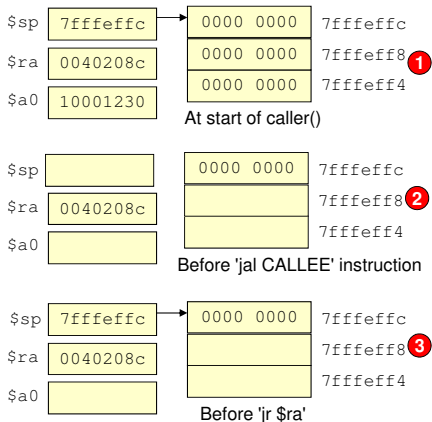 $sp 7fffeffc 0000 0000 7fffeffc
$ra 0040208c 0000 0000 7fffeff8 1
$a0 10001230 0000 0000 7fffeff4
At start of caller()
$sp 0000 0000 7fffeffc
$ra 0040208c 7fffeff8 2
$a0 7fffeff4
Before 'jal CALLEE' instruction
$sp 7fffeffc 0000 0000 7fffeffc
$ra 0040208c 7fffeff8 3
$a0 7fffeff4
Before 'jr $ra'